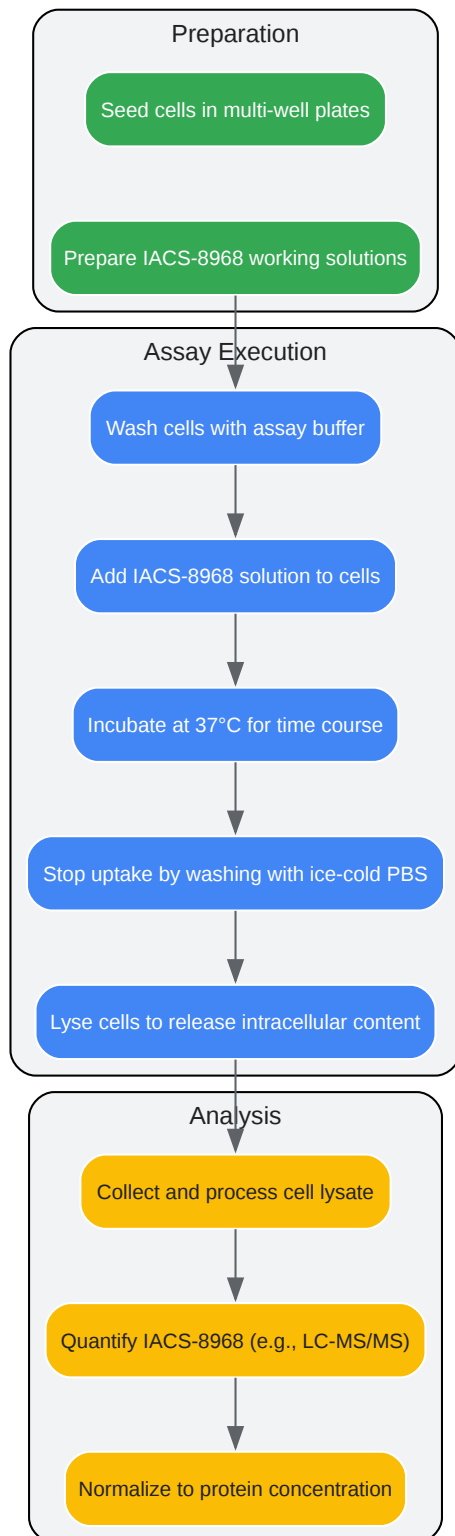 Preparation
Seed cells in multi-well plates
Prepare IACS-8968 working solutions
Assay Execution
Wash cells with assay buffer
Add IACS-8968 solution to cells
Incubate at 37°C for time course
Stop uptake by washing with ice-cold PBS
Lyse cells to release intracellular content
Analysis
Collect and process cell lysate
Quantify IACS-8968 (e.g., LC-MS/MS)
Normalize to protein concentration